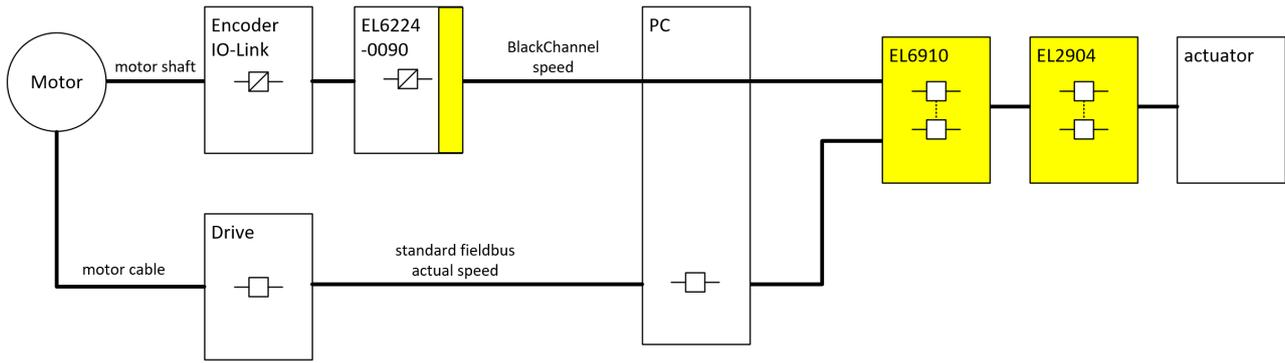 Motor
motor shaft
Encoder
IO-Link
EL6224
-0090
BlackChannel
speed
PC
EL6910
EL2904
actuator
Drive
motor cable
standard fieldbus
actual speed